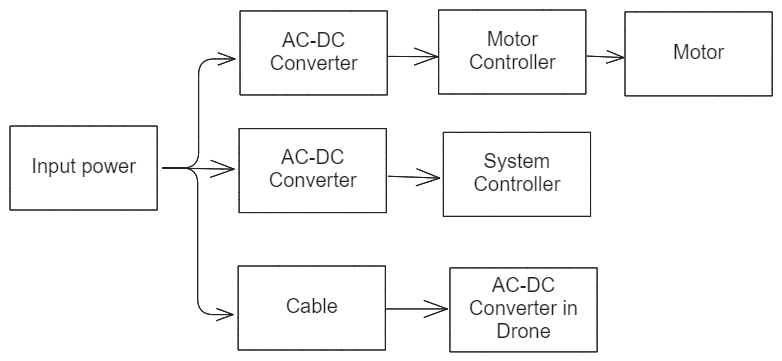 AC-DC
Converter
Motor
Controller
Motor
Input power
AC-DC
Converter
System
Controller
Cable
AC-DC
Converter in
Drone